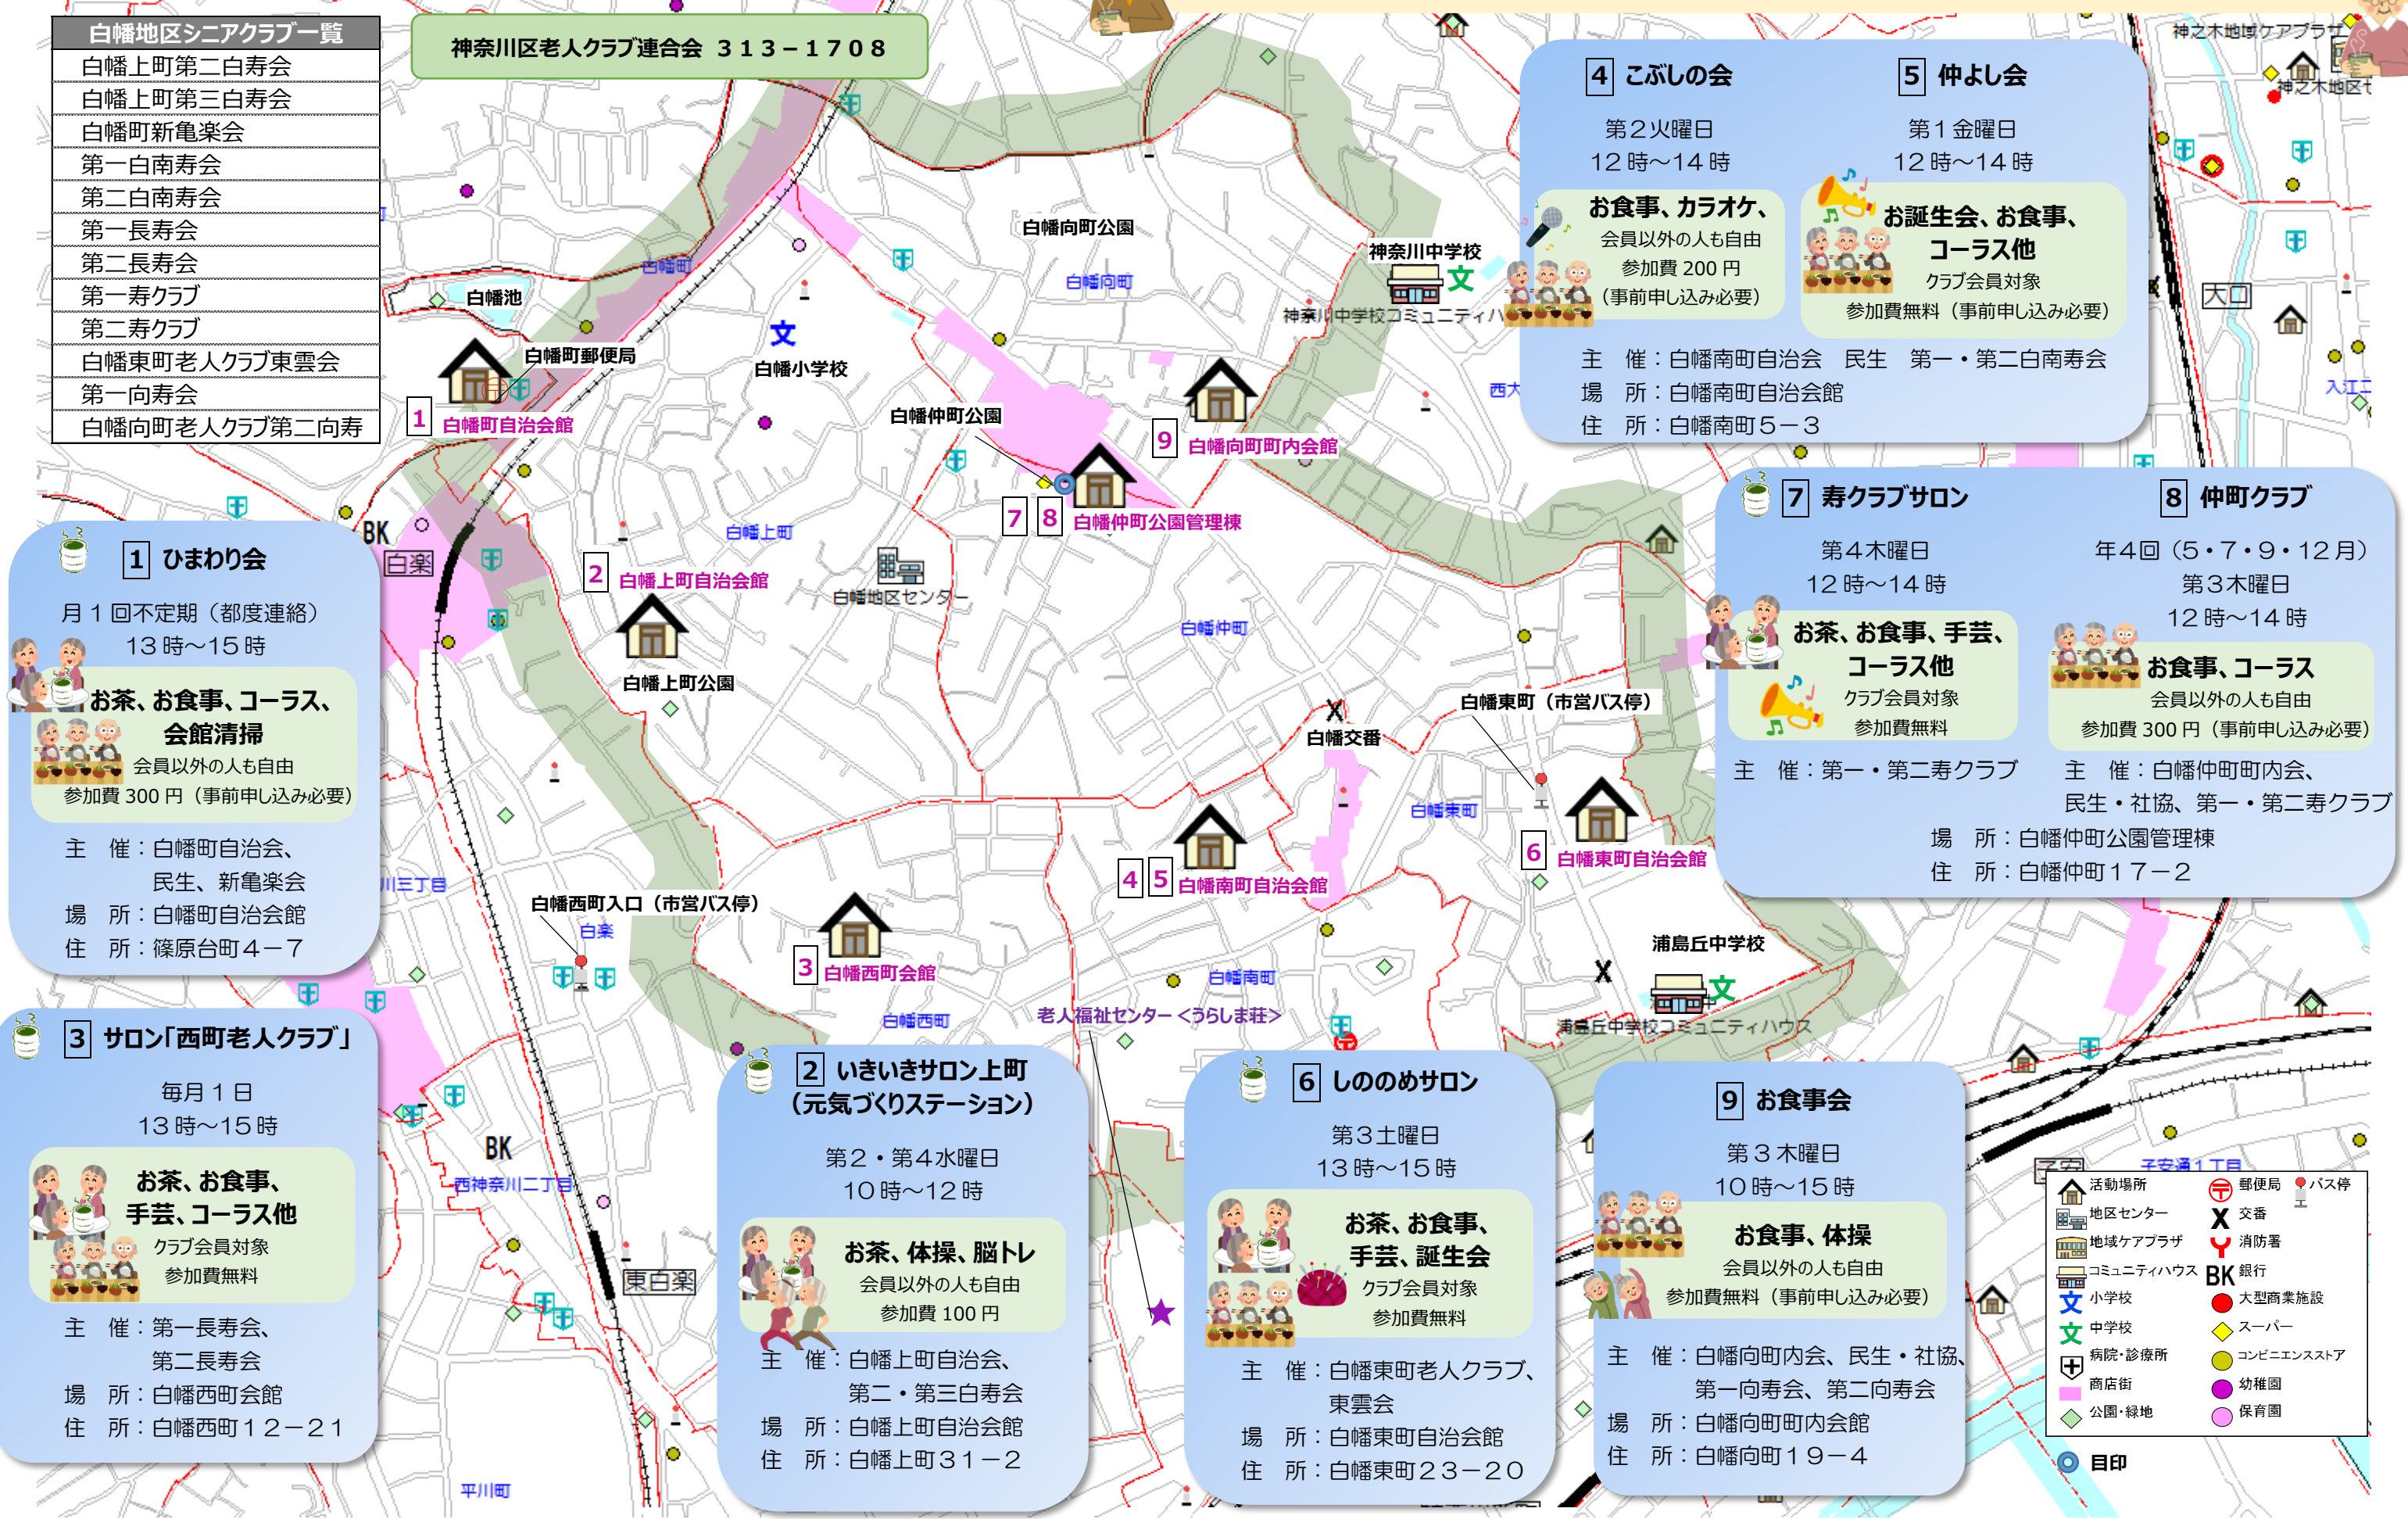 白幡地区シニアクラブ一覧
白幡上町第二白寿会
白幡上町第三白寿会
白幡町新亀楽会
第一白南寿会
第二白南寿会
第一長寿会
第二長寿会
第一寿クラブ
第二寿クラブ
白幡東町老人クラブ東雲会
第一向寿会
白幡向町老人クラブ第二向寿
神奈川区老人クラブ連合会 ３１３－１７０８
4 こぶしの会
第２火曜日
12時～14時
お食事、カラオケ、
会員以外の人も自由
参加費200円
（事前申し込み必要）
5 仲よし会
第１金曜日
12時～14時
お誕生会、お食事、
コーラス他
クラブ会員対象
参加費無料（事前申し込み必要）
主　催：白幡南町自治会　民生　第一・第二白南寿会
場　所：白幡南町自治会館
住　所：白幡南町５－３
7 寿クラブサロン
第４木曜日
12時～14時
お茶、お食事、手芸、
コーラス他
クラブ会員対象
参加費無料
主　催：第一・第二寿クラブ
8 仲町クラブ
年４回（５・７・９・12月）
第３木曜日
12時～14時
お食事、コーラス
会員以外の人も自由
参加費300円（事前申し込み必要）
主　催：白幡仲町町内会、
民生・社協、第一・第二寿クラブ
場　所：白幡仲町公園管理棟
住　所：白幡仲町１７－２
1 ひまわり会
月１回不定期（都度連絡）
13時～15時
お茶、お食事、コーラス、
会館清掃
会員以外の人も自由
参加費300円（事前申し込み必要）
主　催：白幡町自治会、
民生、新亀楽会
場　所：白幡町自治会館
住　所：篠原台町４－７
3 サロン「西町老人クラブ」
毎月１日
13時～15時
お茶、お食事、
手芸、コーラス他
クラブ会員対象
参加費無料
主　催：第一長寿会、
第二長寿会
場　所：白幡西町会館
住　所：白幡西町１２－２１
2 いきいきサロン上町
（元気づくりステーション）
第２・第４水曜日
10時～12時
お茶、体操、脳トレ
会員以外の人も自由
参加費100円
主　催：白幡上町自治会、
第二・第三白寿会
場　所：白幡上町自治会館
住　所：白幡上町３１－２
6 しののめサロン
第３土曜日
13時～15時
お茶、お食事、
手芸、誕生会
クラブ会員対象
参加費無料
主　催：白幡東町老人クラブ、
東雲会
場　所：白幡東町自治会館
住　所：白幡東町２３－２０
9 お食事会
第３木曜日
10時～15時
お食事、体操
会員以外の人も自由
参加費無料（事前申し込み必要）
主　催：白幡向町内会、民生・社協、
第一向寿会、第二向寿会
場　所：白幡向町町内会館
住　所：白幡向町１９－４
神之木地域ケアプラザ
神之木地区セ
大口
白幡向町公園
白幡向町
神奈川中学校
文
神奈川中学校コミュニティハ
西大
入江二
白幡町
白幡池
白幡町郵便局
文
白幡小学校
1 白幡町自治会館
白幡仲町公園
9 白幡向町町内会館
7 8 白幡仲町公園管理棟
BK
白楽
白幡上町
2 白幡上町自治会館
白幡地区センター
白幡上町公園
白幡仲町
X
白幡交番
白幡東町（市営バス停）
白幡東町
6 白幡東町自治会館
4 5 白幡南町自治会館
川三丁目
白幡西町入口（市営バス停）
白楽
3 白幡西町会館
白幡西町
白幡南町
老人福祉センター＜うらしま荘＞
浦島丘中学校
X
文
浦島丘中学校コミュニティハウス
BK
西神奈川二丁目
東白楽
平川町
子安
子安通１丁目
活動場所
地区センター
地域ケアプラザ
コミュニティハウス
文 小学校
文 中学校
病院・診療所
商店街
公園・緑地
郵便局
バス停
X 交番
消防署
BK 銀行
大型商業施設
スーパー
コンビニエンスストア
幼稚園
保育園
目印